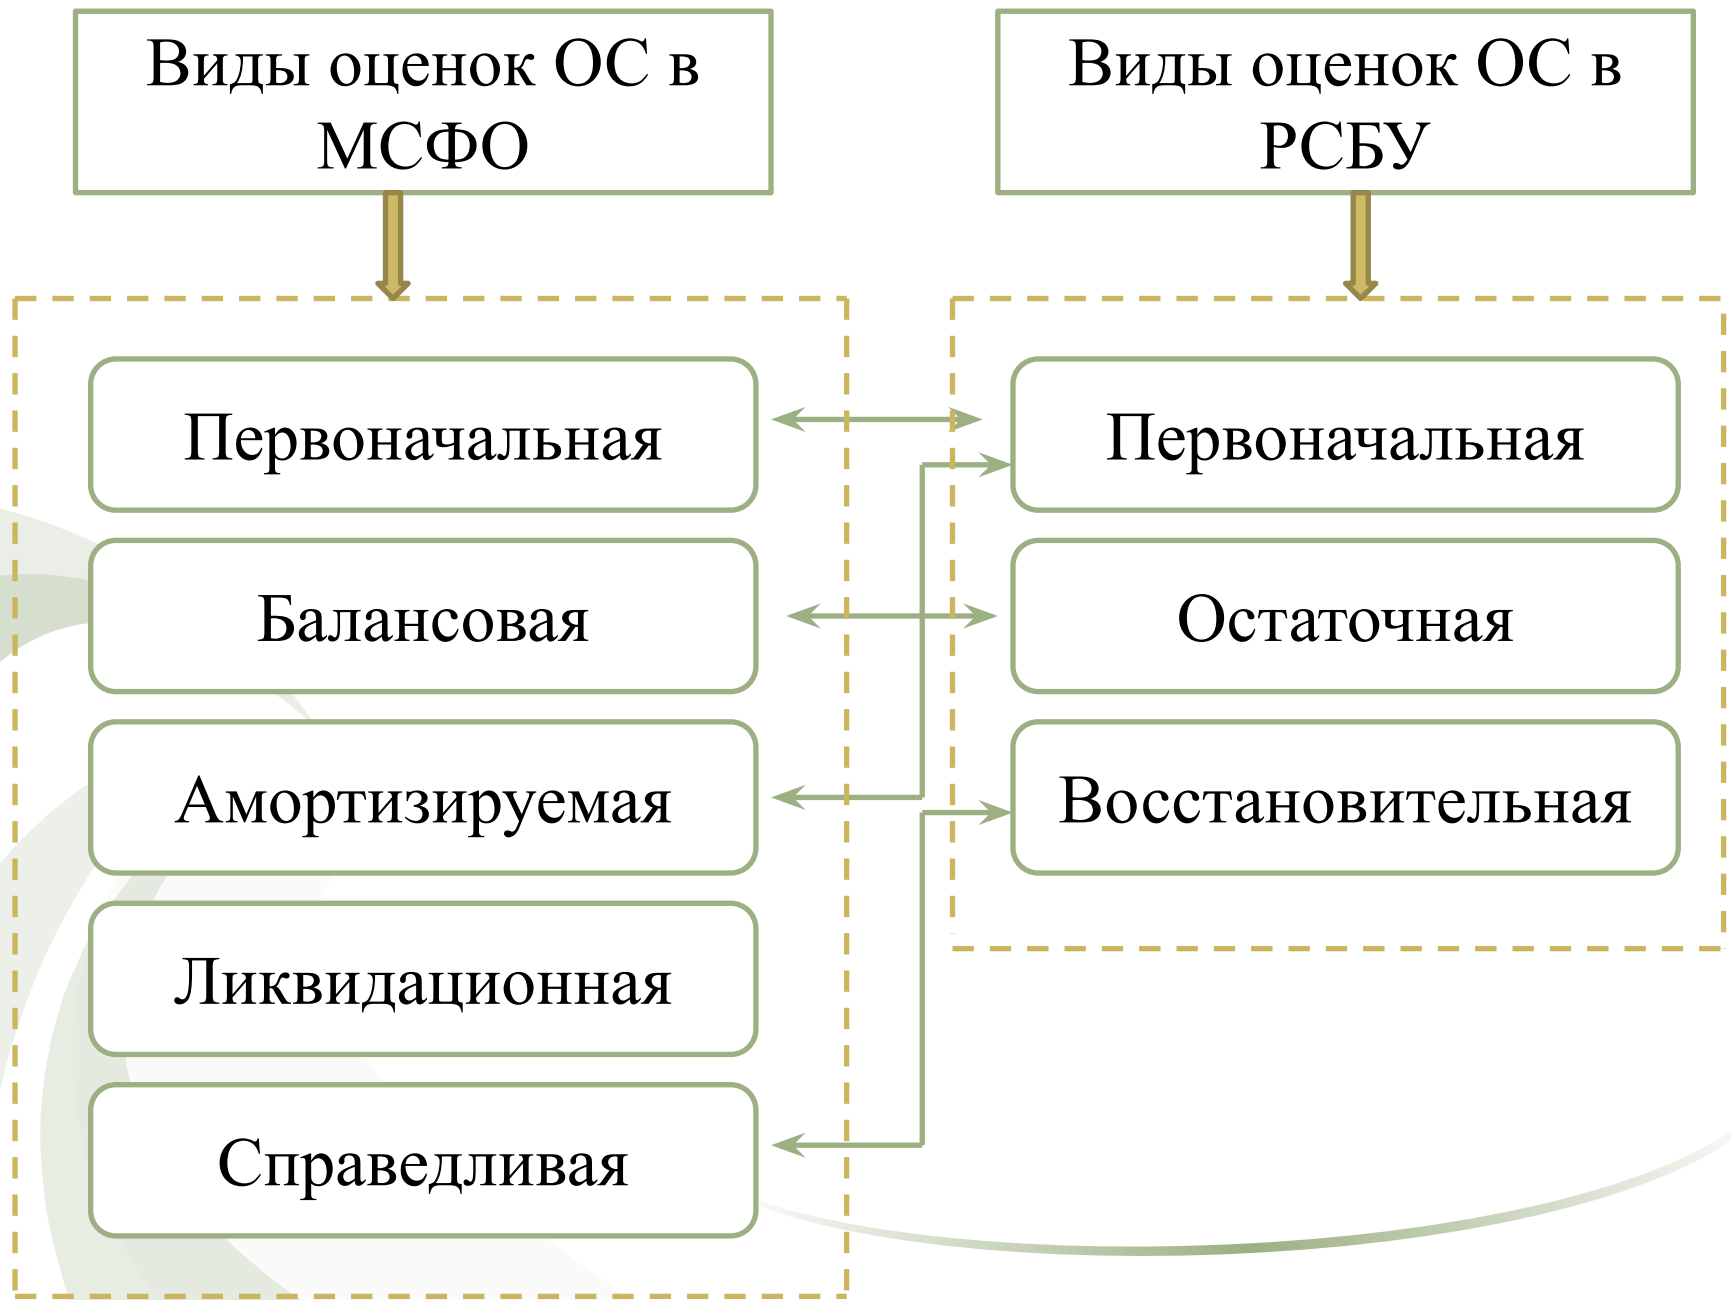 Виды оценок ОС в
МСФО
Виды оценок ОС в
РСБУ
Первоначальная
Балансовая
Амортизируемая
Ликвидационная
Справедливая
Первоначальная
Остаточная
Восстановительная